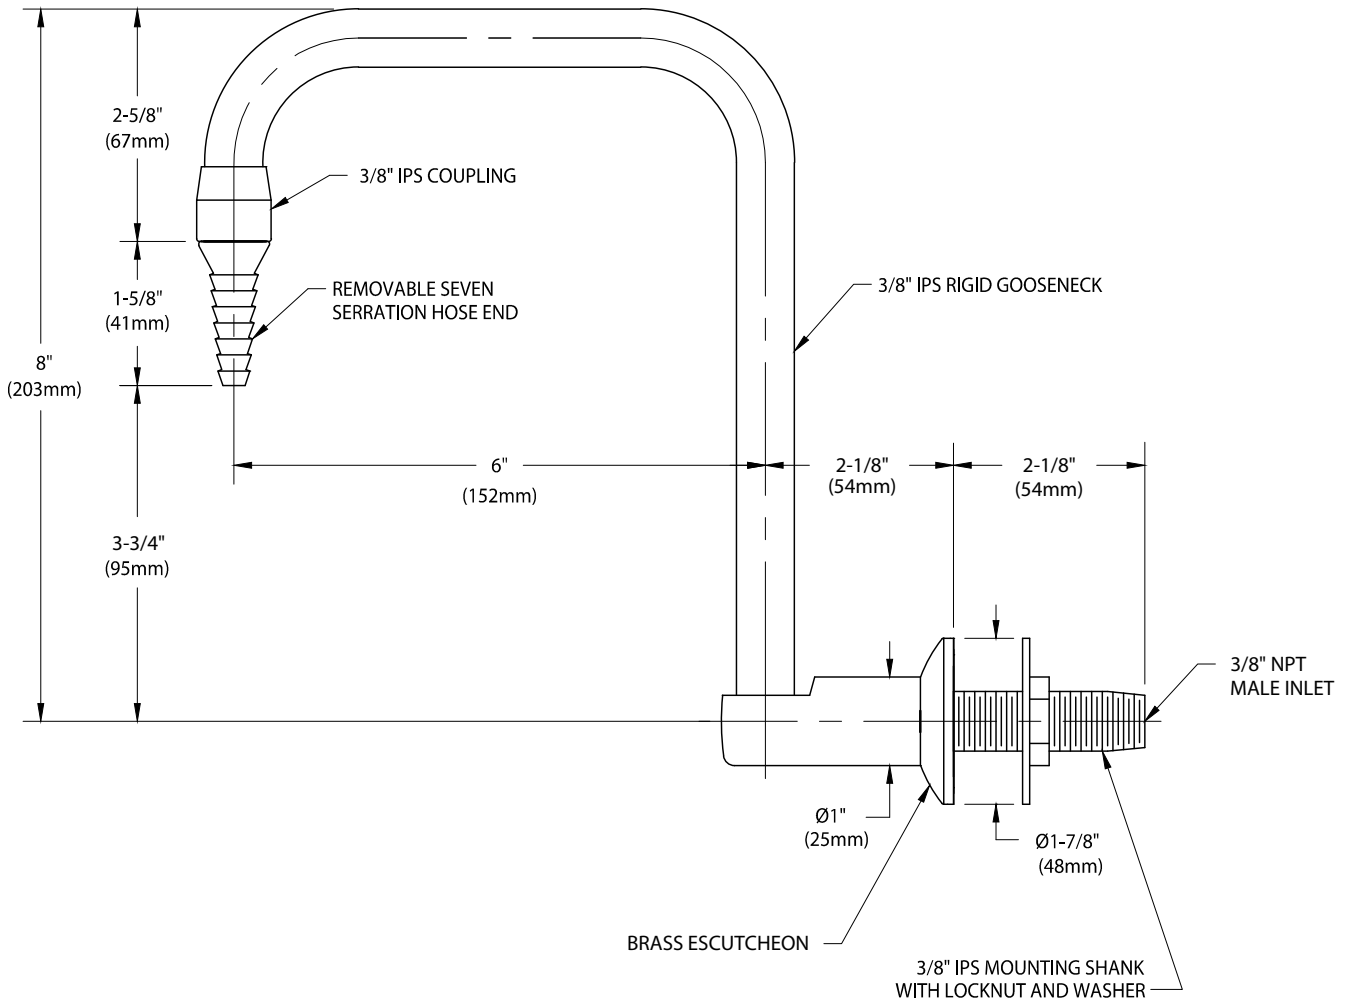 2-5/8"
(67mm)
3/8" IPS COUPLING
1-5/8"
(41mm)
REMOVABLE SEVEN
SERRATION HOSE END
3/8" IPS RIGID GOOSENECK
8"
(203mm)
6"
(152mm)
2-1/8"
(54mm)
2-1/8"
(54mm)
3-3/4"
(95mm)
3/8" NPT
MALE INLET
Ø1"
(25mm)
Ø1-7/8"
(48mm)
BRASS ESCUTCHEON
3/8" IPS MOUNTING SHANK
WITH LOCKNUT AND WASHER